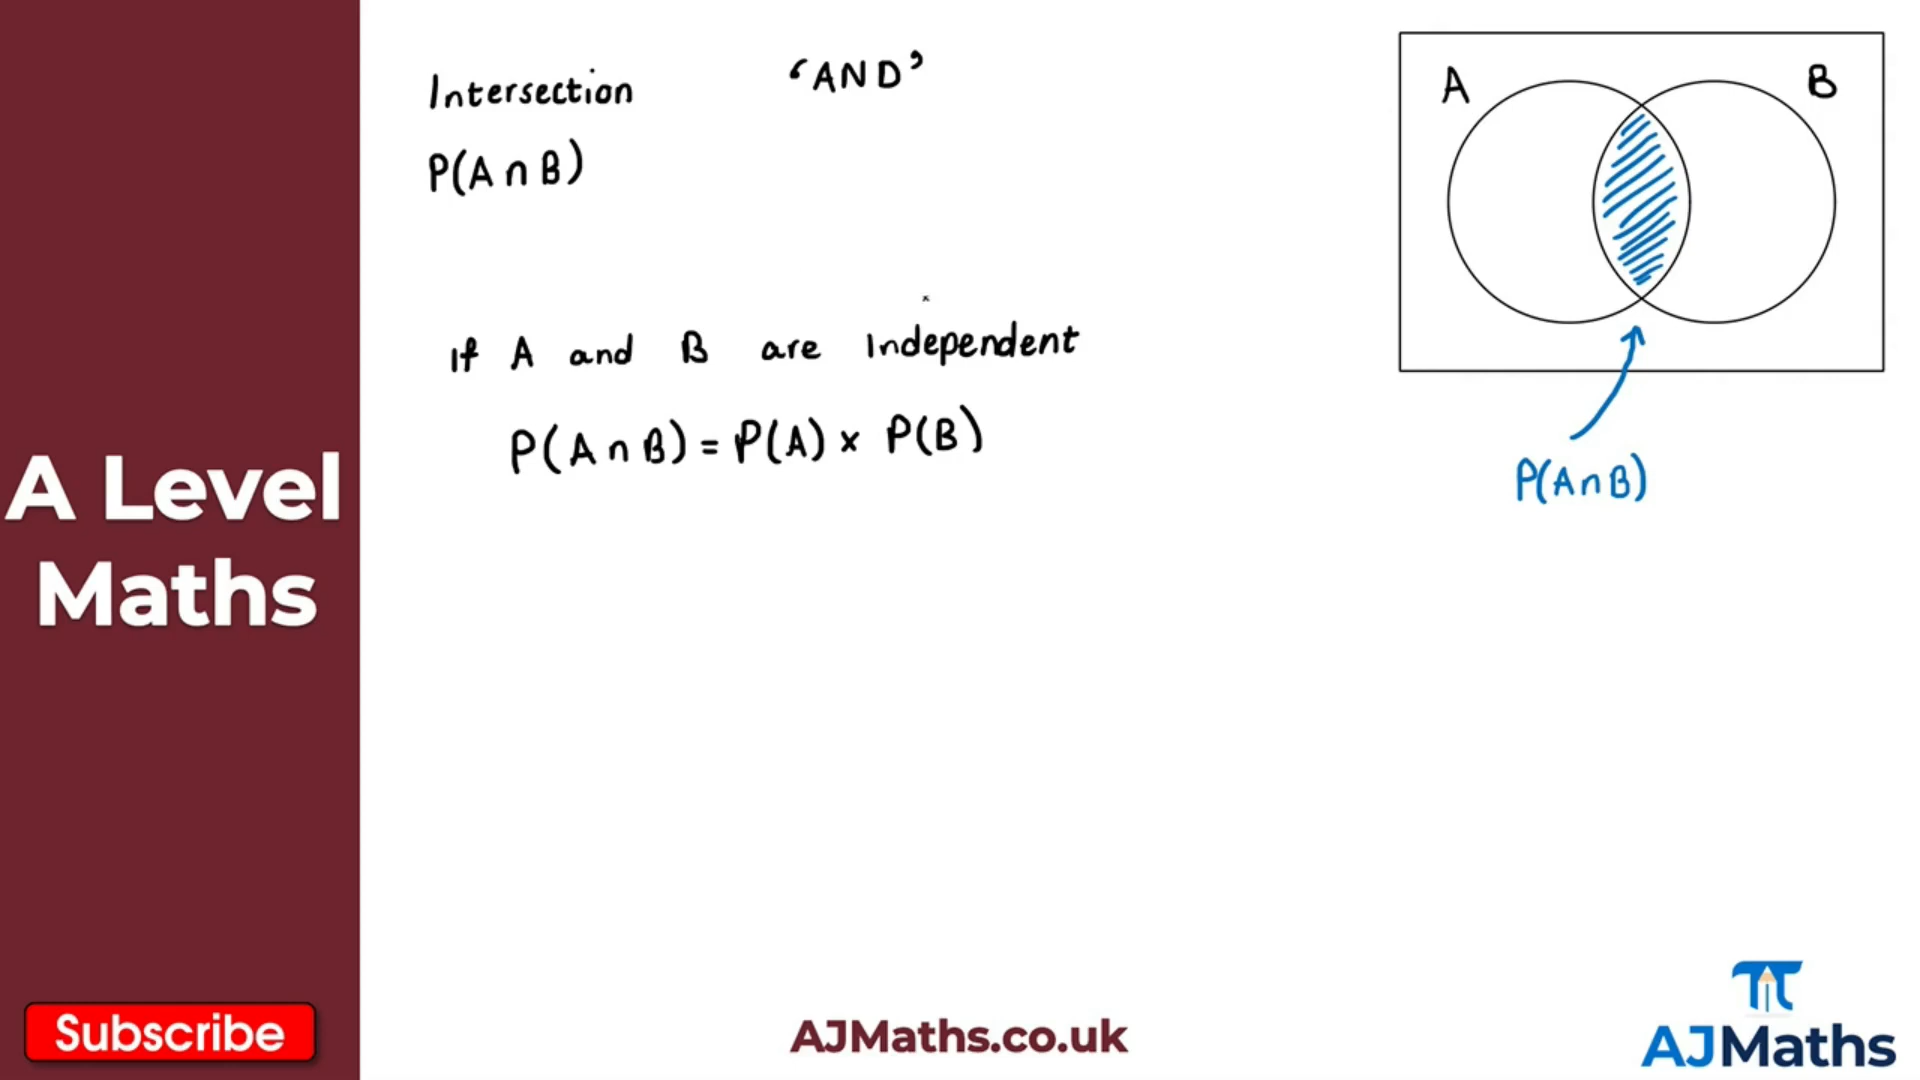 Intersection 'AND'
P(A∩B)
A B
If A and B are independent
P(A∩B) = P(A) × P(B)
P(A∩B)
A Level
Maths
Subscribe
AJMaths.co.uk
AJMaths